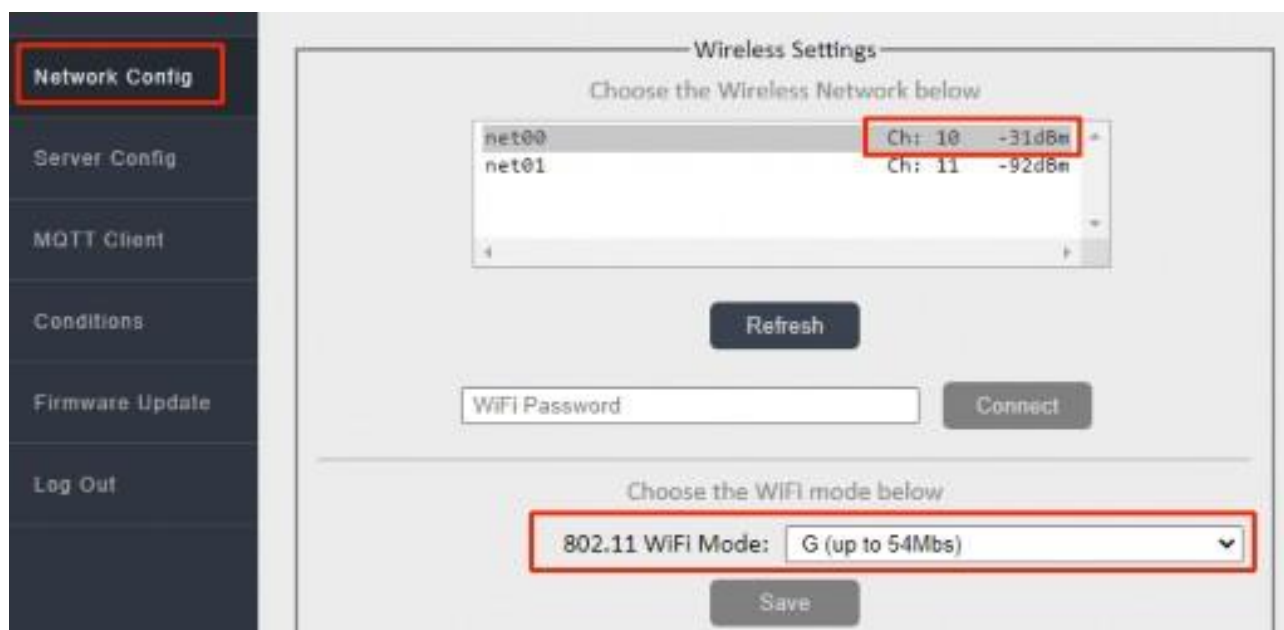 Network Config
Server Config
MQTT Client
Conditions
Firmware Update
Log Out
Wireless Settings
Choose the Wireless Network below
net00 Ch: 10 -31dBm
net01 Ch: 11 -92dBm
Refresh
WiFi Password Connect
Choose the WiFi mode below
802.11 WiFi Mode: G (up to 54Mbs)
Save